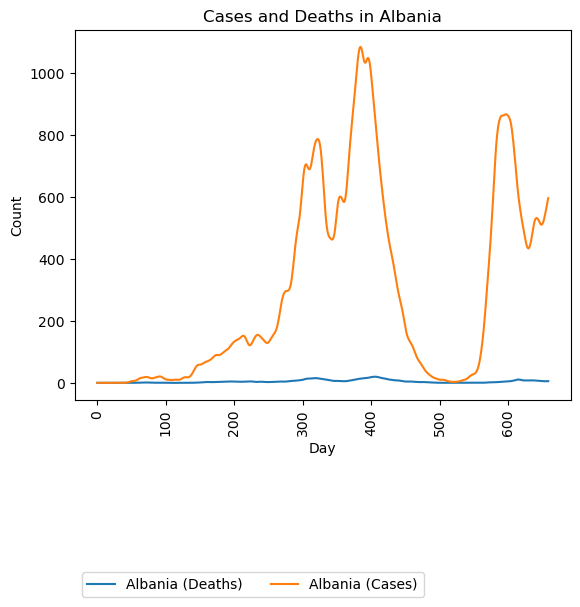 Cases and Deaths in Albania
1000
800
600
400
200
0
Count
0 100 200 300 400 500 600
Day
Albania (Deaths) Albania (Cases)